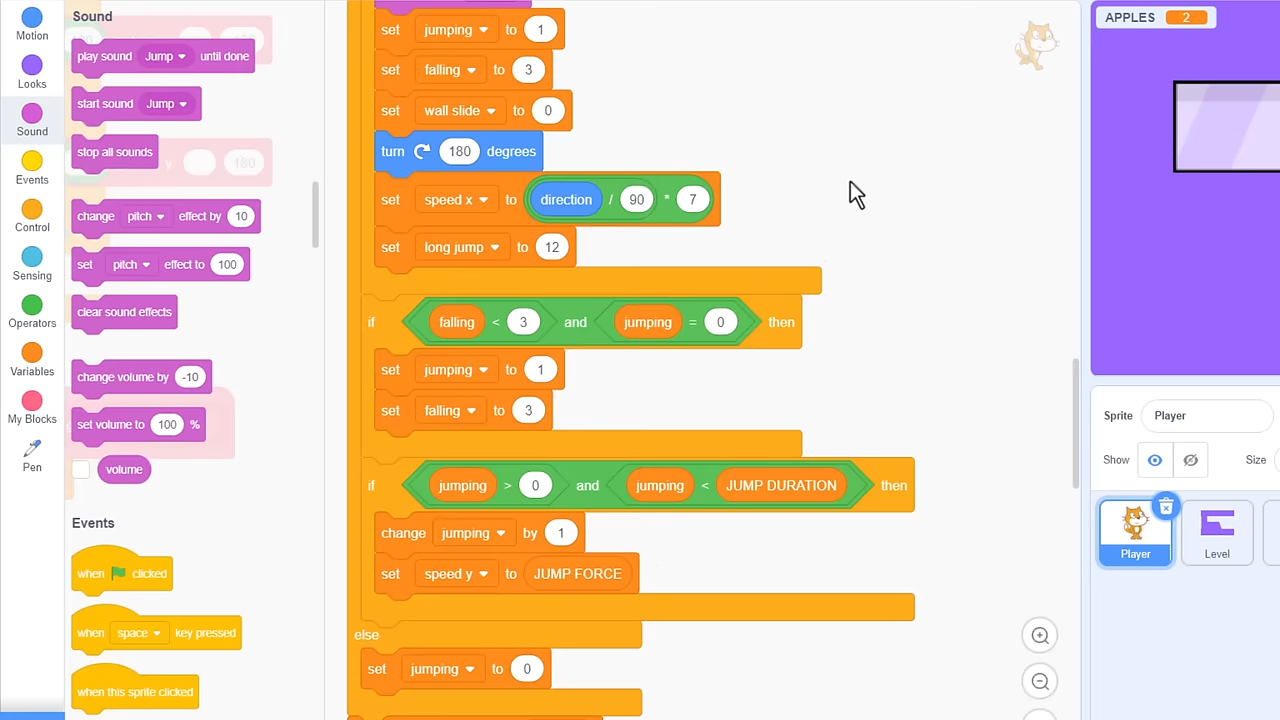 Motion
Looks
Sound
Events
Control
Sensing
Operators
Variables
My Blocks
Pen
Sound
play sound Jump until done
start sound Jump
stop all sounds
change pitch effect by 10
set pitch effect to 100
clear sound effects
change volume by -10
set volume to 100 %
volume
Events
when clicked
when space key pressed
when this sprite clicked
set jumping to 1
set falling to 3
set wall slide to 0
turn 180 degrees
set speed x to direction / 90 * 7
set long jump to 12
if falling < 3 and jumping = 0 then
set jumping to 1
set falling to 3
if jumping > 0 and jumping < JUMP DURATION then
change jumping by 1
set speed y to JUMP FORCE
else
set jumping to 0
APPLES 2
Sprite Player
Show Size
Player
Level